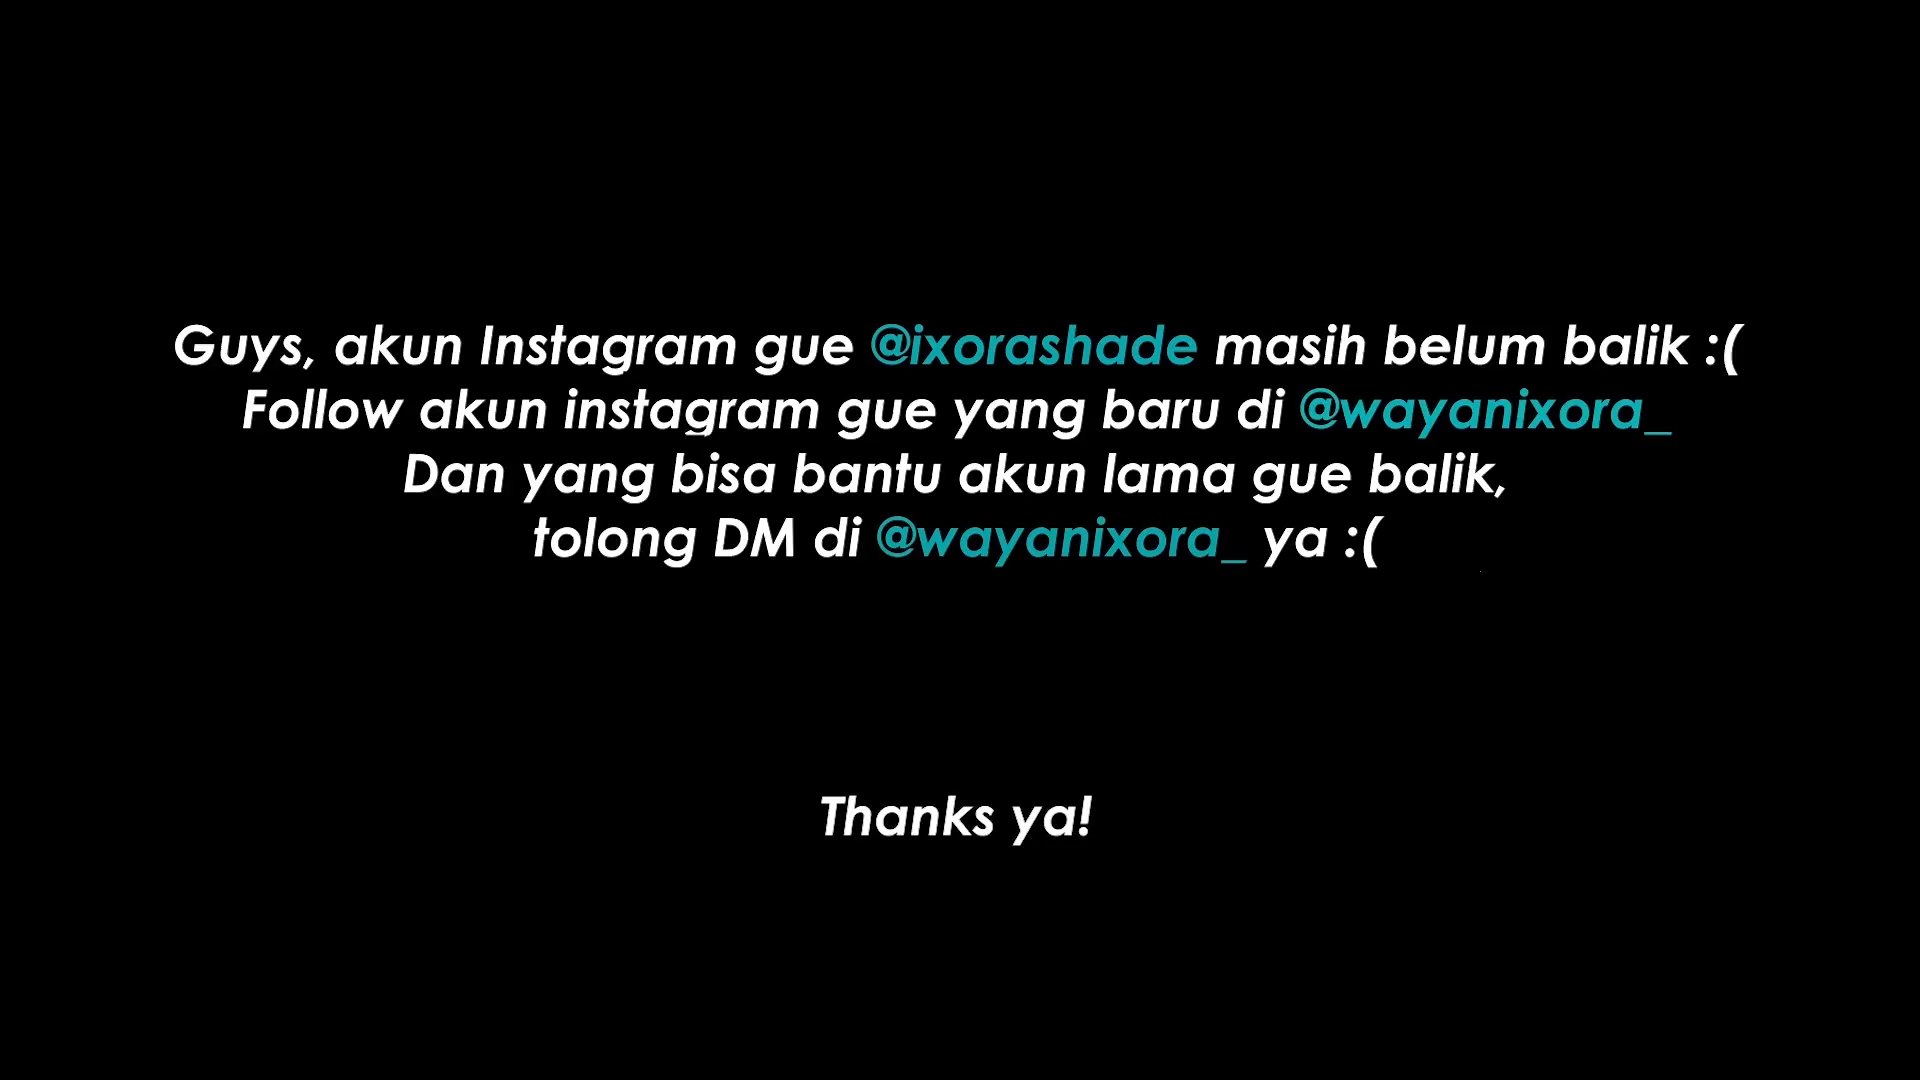 Guys, akun Instagram gue @ixorashade masih belum balik :(
Follow akun instagram gue yang baru di @wayanixora_
Dan yang bisa bantu akun lama gue balik,
tolong DM di @wayanixora_ ya :(
Thanks ya!